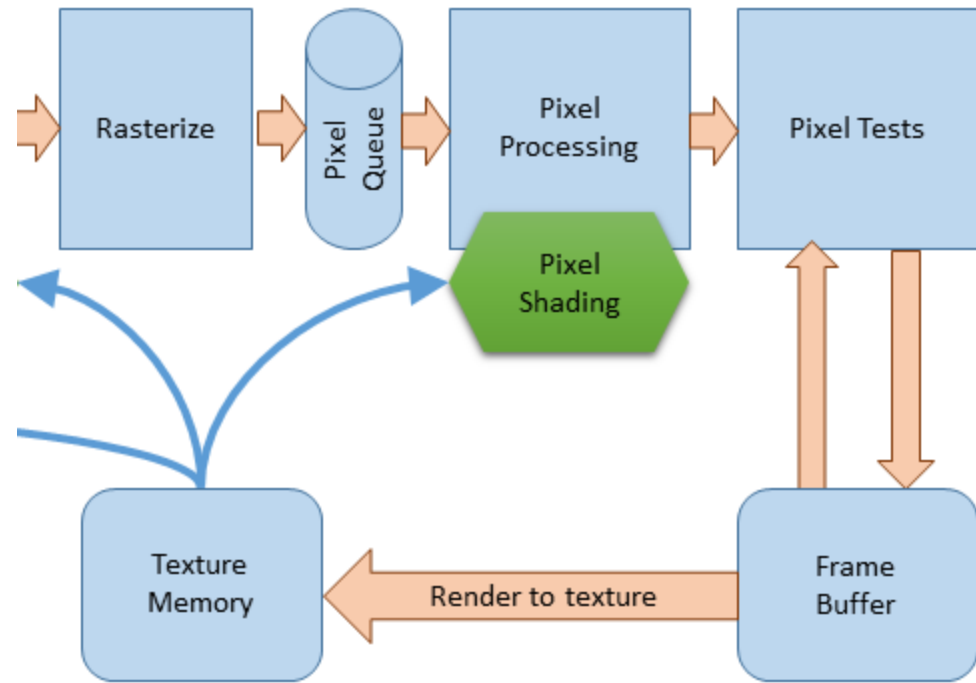 Rasterize
Pixel
Queue
Pixel
Processing
Pixel Tests
Pixel
Shading
Texture
Memory
Render to texture
Frame
Buffer